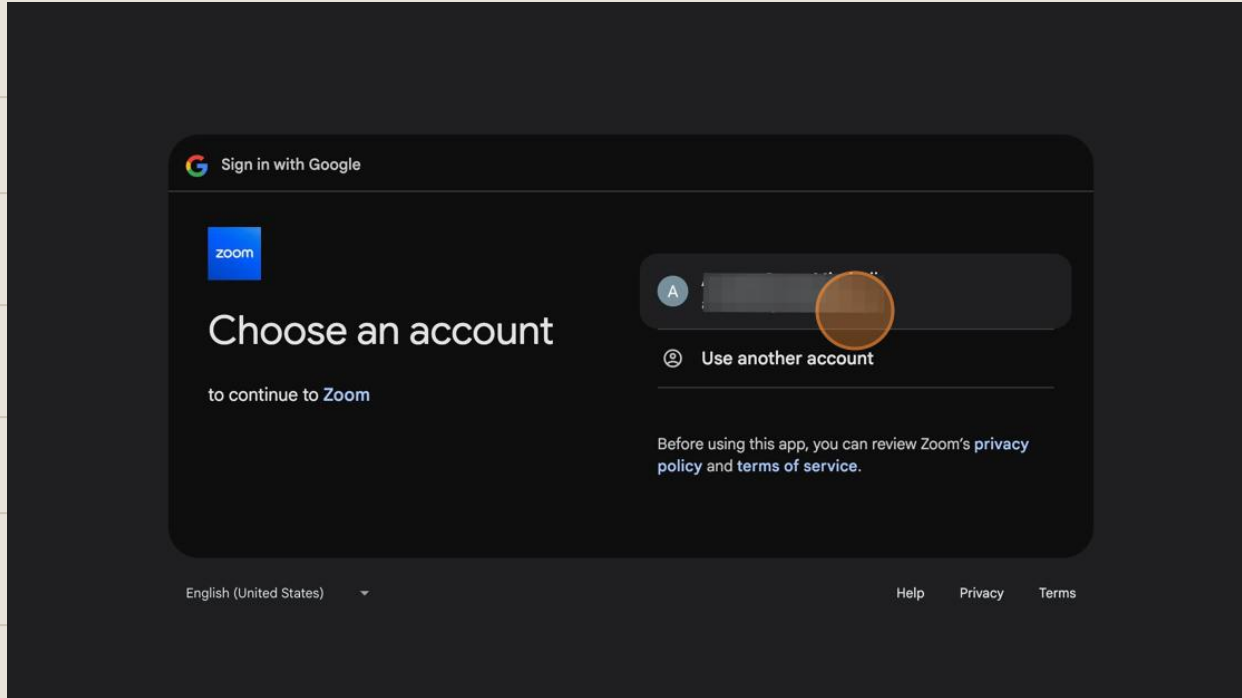 Sign in with Google
zoom
Choose an account
to continue to Zoom
A
Use another account
Before using this app, you can review Zoom’s privacy
policy and terms of service.
English (United States)
Help Privacy Terms